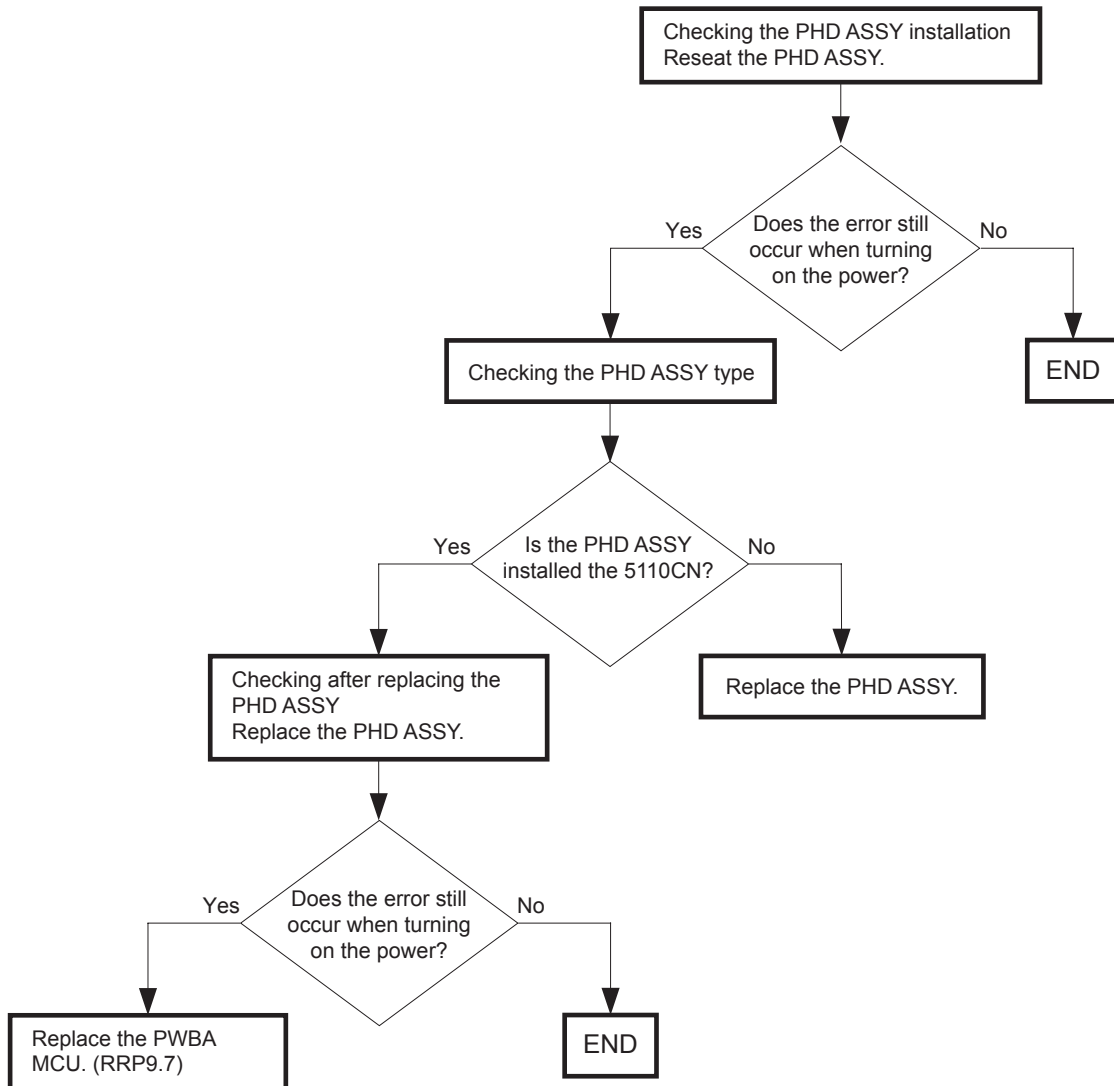 Checking the PHD ASSY installation
Reseat the PHD ASSY.
Yes
Does the error still
occur when turning
on the power?
No
Checking the PHD ASSY type
END
Yes
Is the PHD ASSY
installed the 5110CN?
No
Checking after replacing the
PHD ASSY
Replace the PHD ASSY.
Replace the PHD ASSY.
Yes
Does the error still
occur when turning
on the power?
No
Replace the PWBA
MCU. (RRP9.7)
END